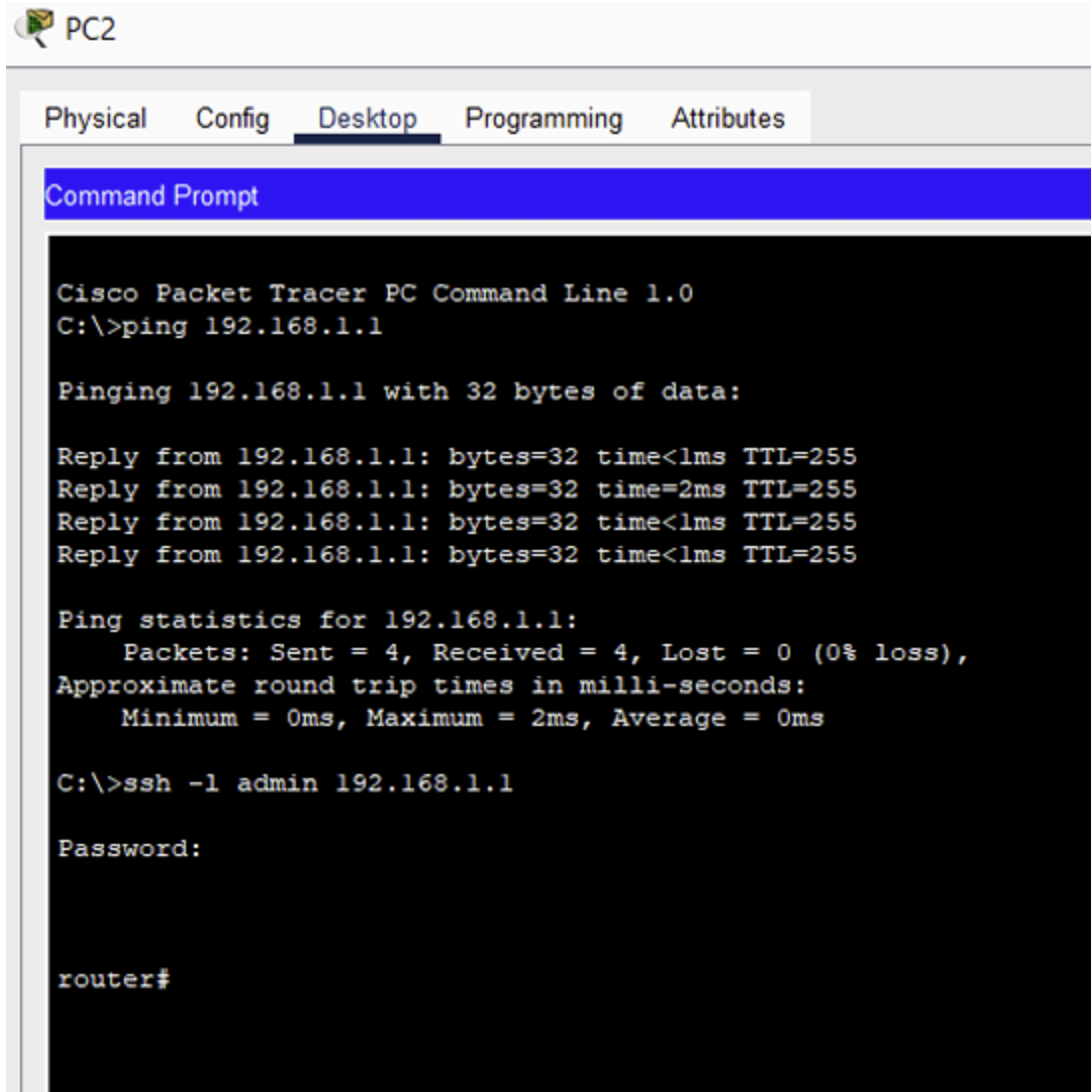 PC2
Physical Config Desktop Programming Attributes
Command Prompt
Cisco Packet Tracer PC Command Line 1.0
C:\>ping 192.168.1.1
Pinging 192.168.1.1 with 32 bytes of data:
Reply from 192.168.1.1: bytes=32 time<1ms TTL=255
Reply from 192.168.1.1: bytes=32 time=2ms TTL=255
Reply from 192.168.1.1: bytes=32 time<1ms TTL=255
Reply from 192.168.1.1: bytes=32 time<1ms TTL=255
Ping statistics for 192.168.1.1:
    Packets: Sent = 4, Received = 4, Lost = 0 (0% loss),
Approximate round trip times in milli-seconds:
    Minimum = 0ms, Maximum = 2ms, Average = 0ms
C:\>ssh -l admin 192.168.1.1
Password:
router#